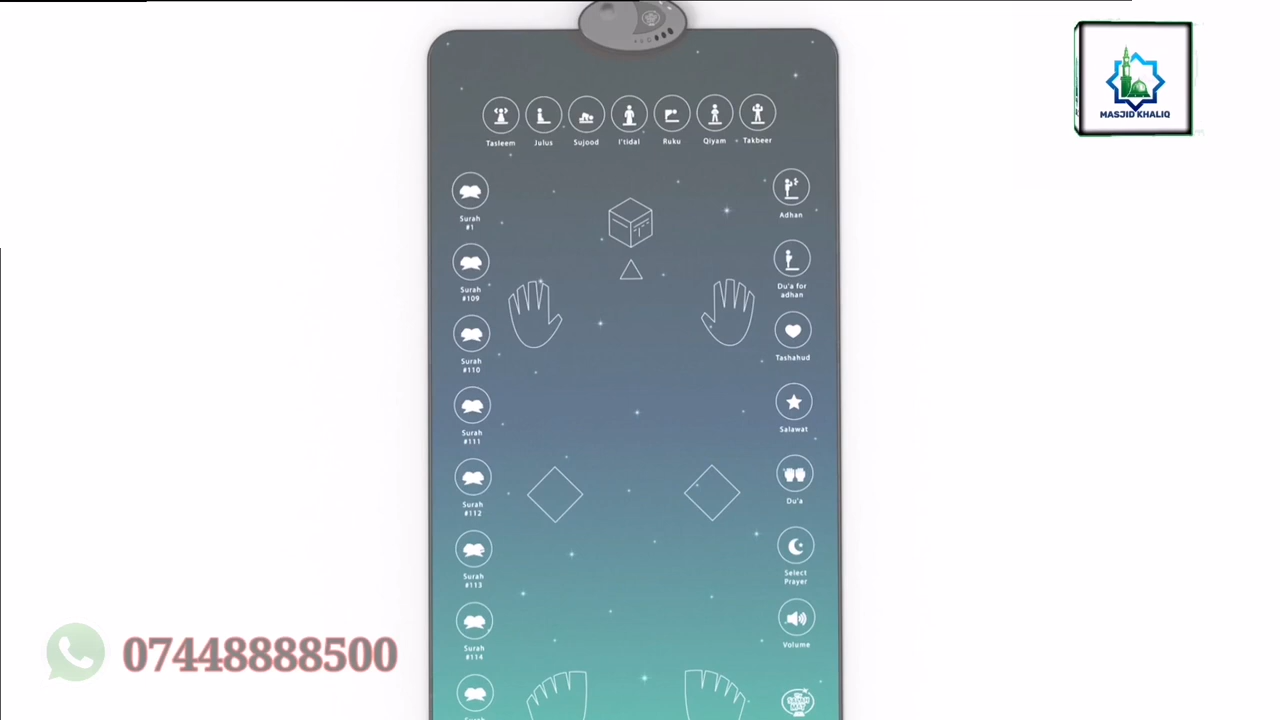 MASJID KHALIQ
Tasleem
Julus
Sujood
I'tidal
Ruku
Qiyam
Takbeer
Surah
#1
Surah
#109
Surah
#110
Surah
#111
Surah
#112
Surah
#113
Surah
#114
Adhan
Du'a for
adhan
Tashahud
Salawat
Du'a
Select
Prayer
Volume
07448888500